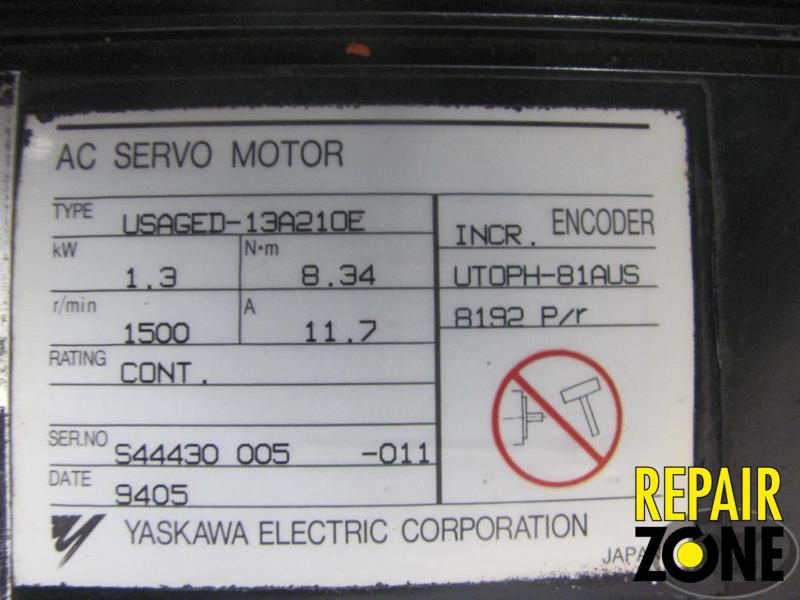 AC SERVO MOTOR
TYPE USAGED-13A210E
kW 1.3 N·m 8.34
r/min 1500 A 11.7
RATING CONT.
SER.NO S44430 005 -011
DATE 9405
INCR. ENCODER
UTOPH-81AUS
8192 P/r
YASKAWA ELECTRIC CORPORATION
JAPAN
REPAIR
ZONE